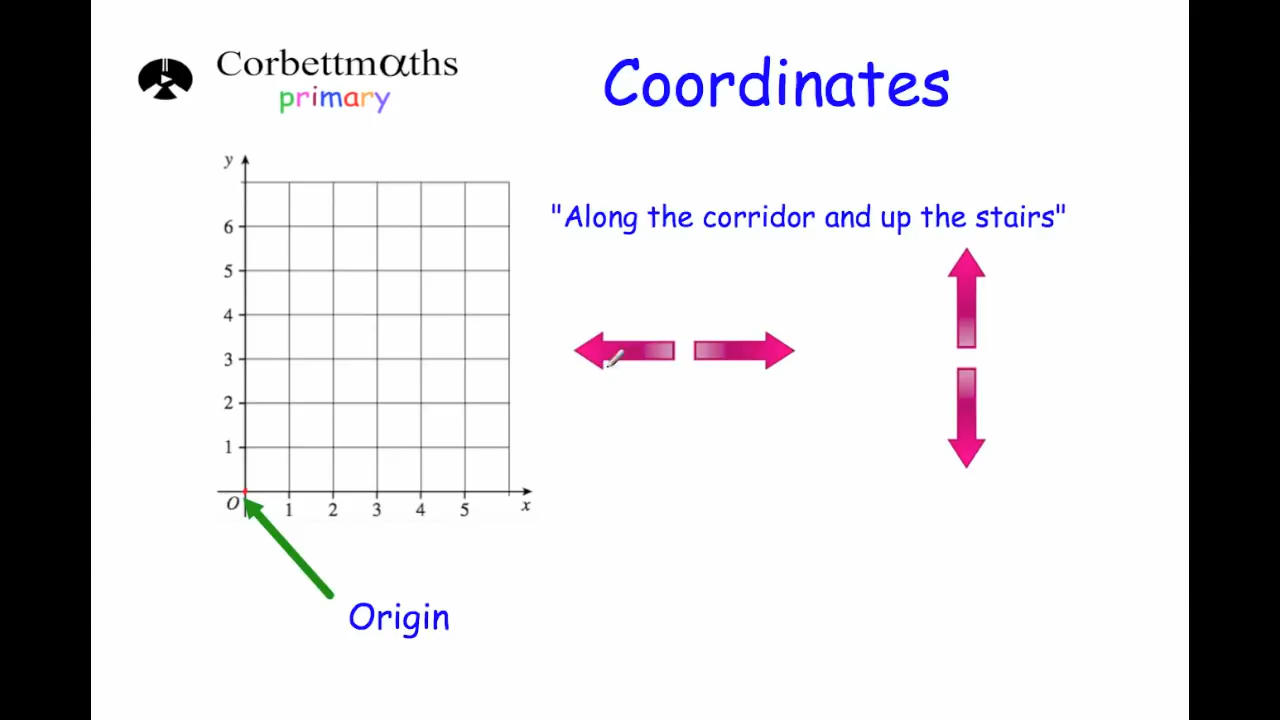 Corbettmαths
primary
Coordinates
"Along the corridor and up the stairs"
y
6
5
4
3
2
1
O 1 2 3 4 5 x
Origin